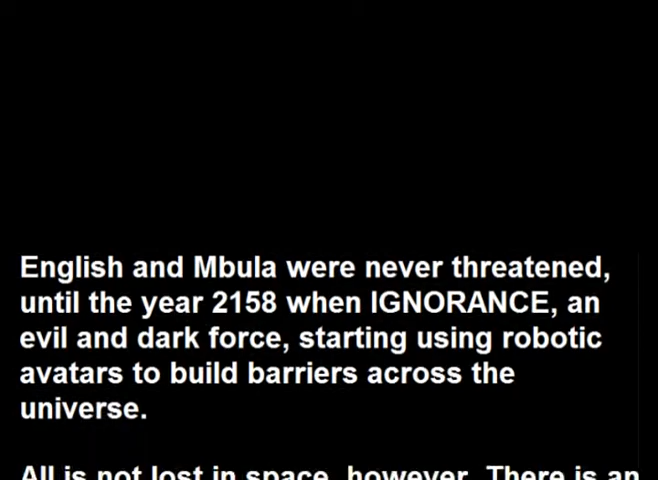 English and Mbula were never threatened,
until the year 2158 when IGNORANCE, an
evil and dark force, starting using robotic
avatars to build barriers across the
universe.
All is not lost in space, however. There is an